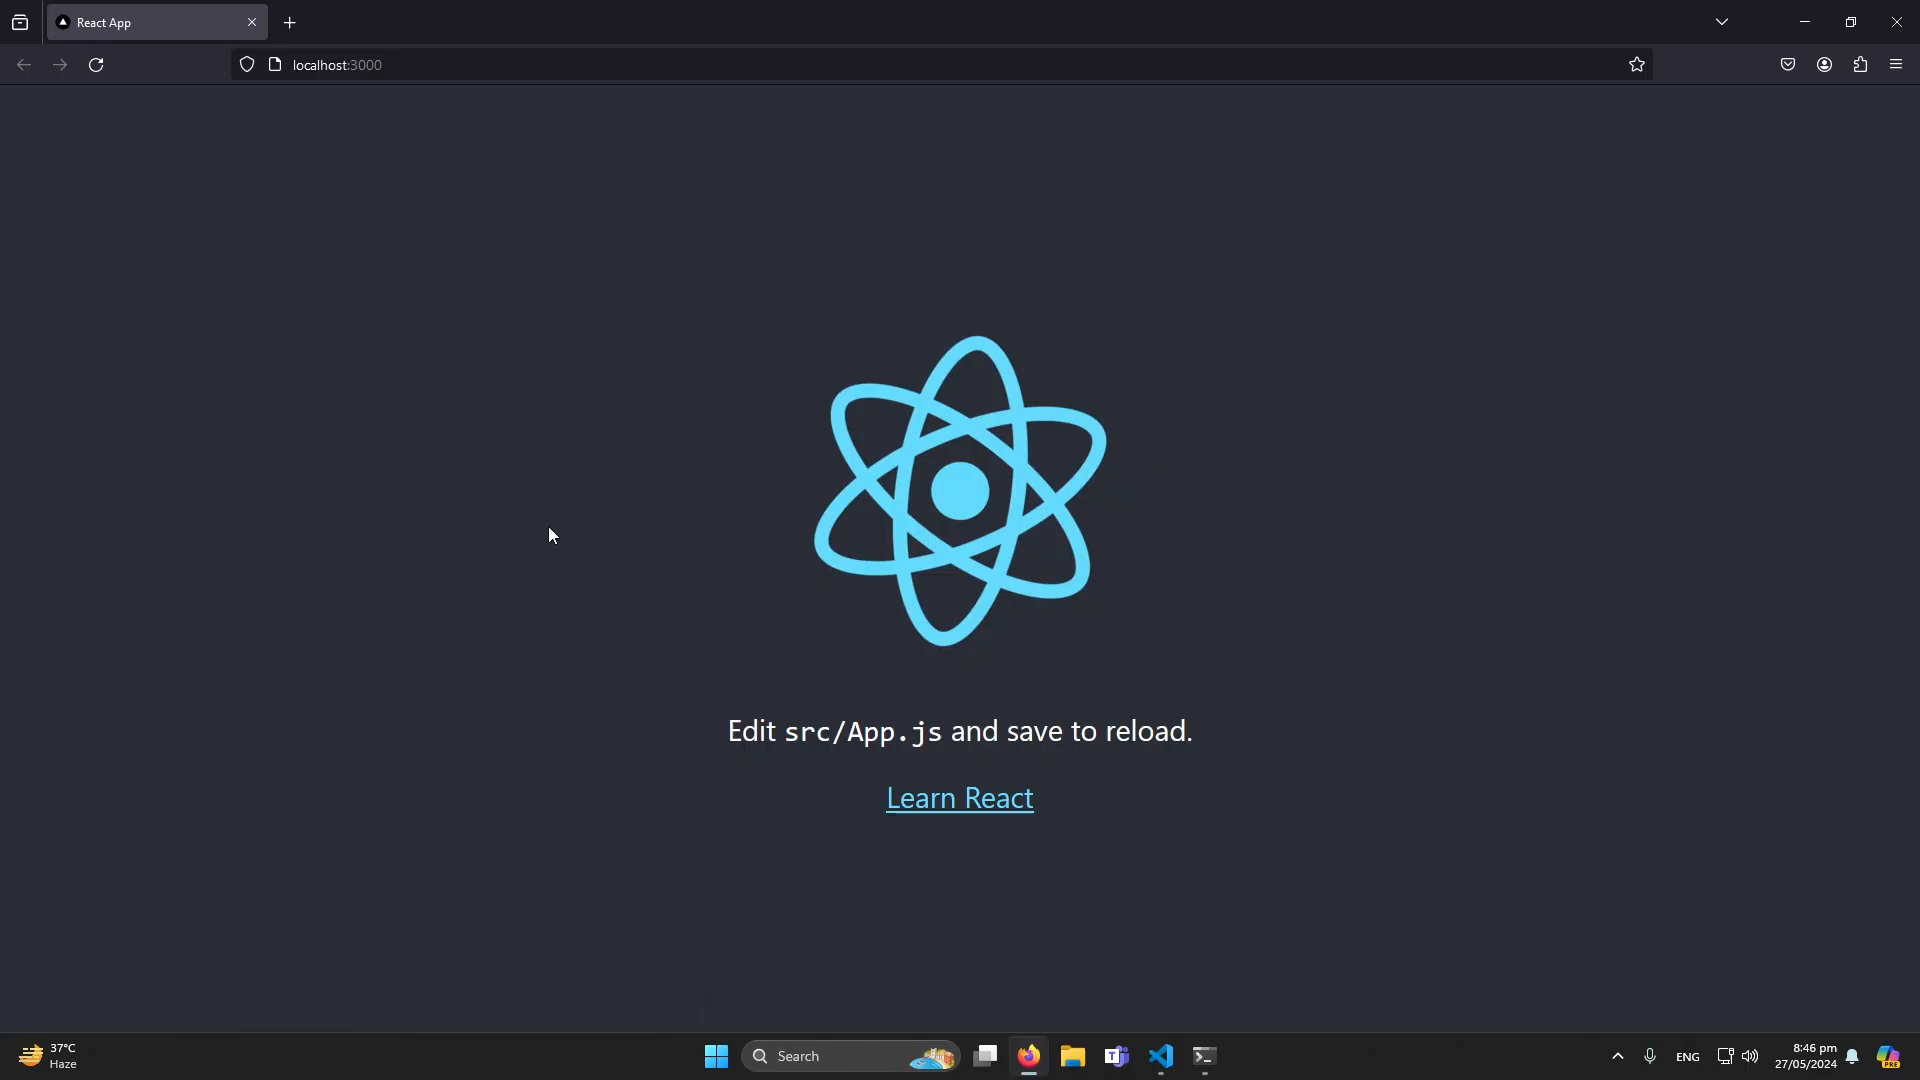 React App
localhost:3000
Edit src/App.js and save to reload.
Learn React
37°C
Haze
Search
T
PRE
ENG
8:46 pm
27/05/2024